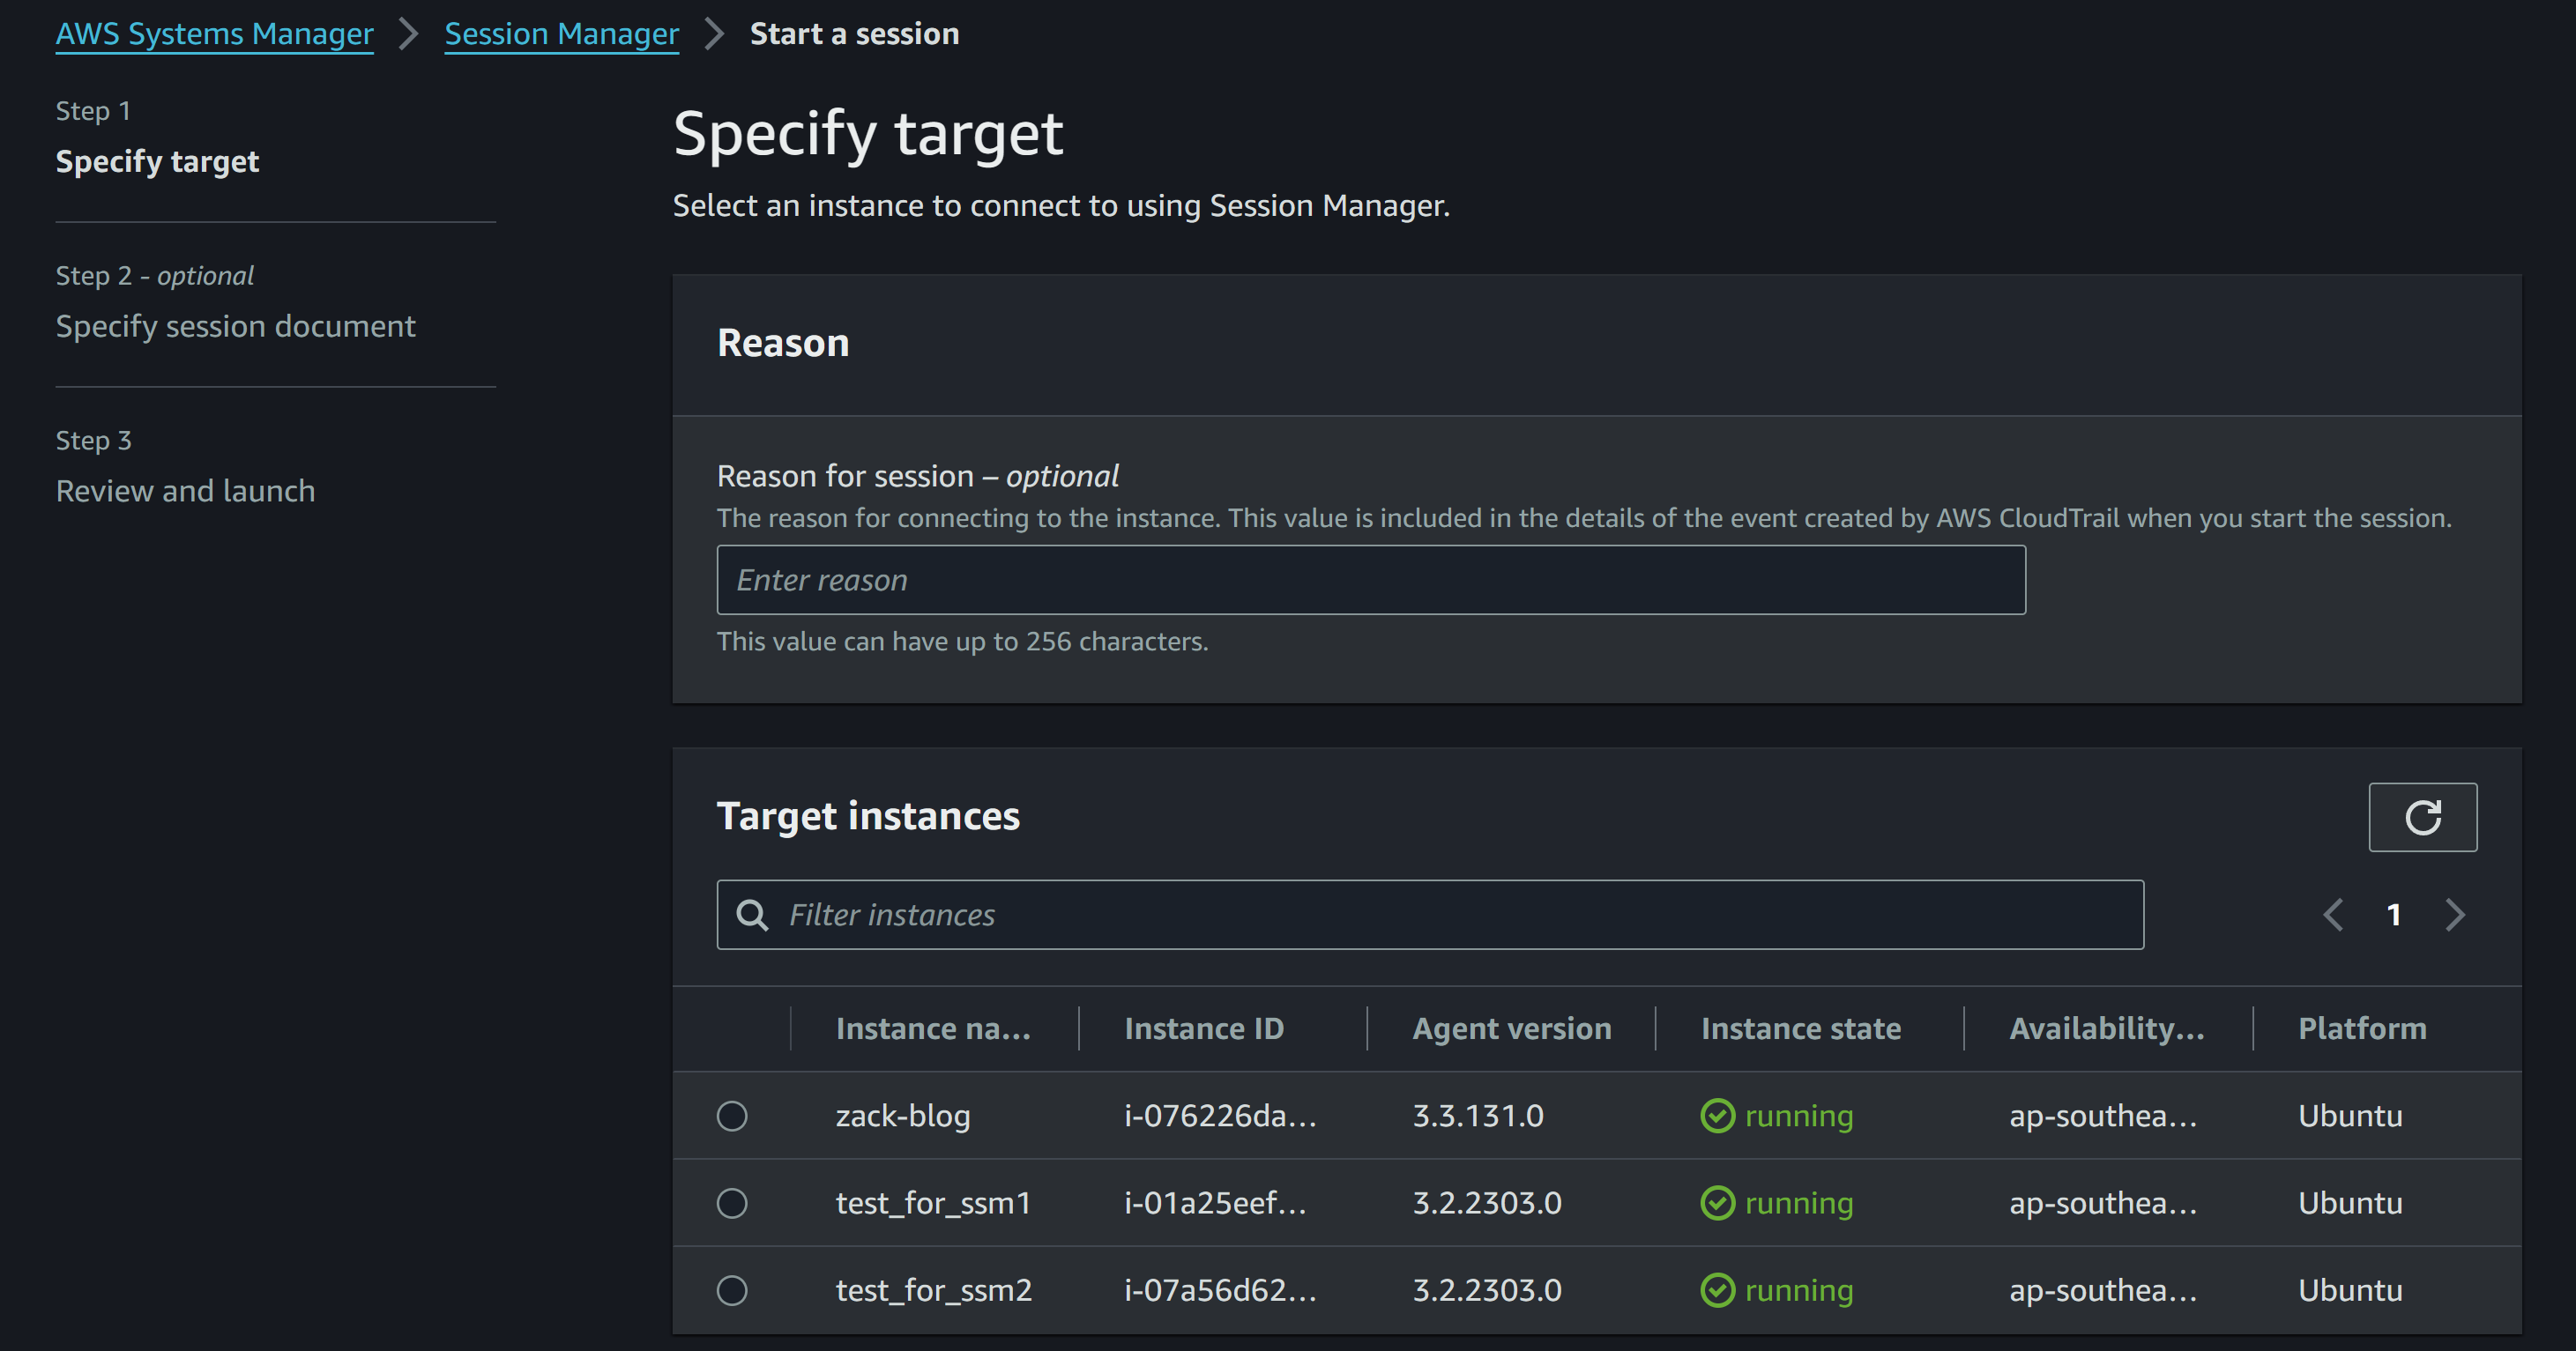 AWS Systems Manager > Session Manager > Start a session
Step 1
Specify target
Step 2 - optional
Specify session document
Step 3
Review and launch
Specify target
Select an instance to connect to using Session Manager.
Reason
Reason for session – optional
The reason for connecting to the instance. This value is included in the details of the event created by AWS CloudTrail when you start the session.
Enter reason
This value can have up to 256 characters.
Target instances
Filter instances
1
Instance na... Instance ID Agent version Instance state Availability... Platform
zack-blog i-076226da... 3.3.131.0 running ap-southea... Ubuntu
test_for_ssm1 i-01a25eef... 3.2.2303.0 running ap-southea... Ubuntu
test_for_ssm2 i-07a56d62... 3.2.2303.0 running ap-southea... Ubuntu